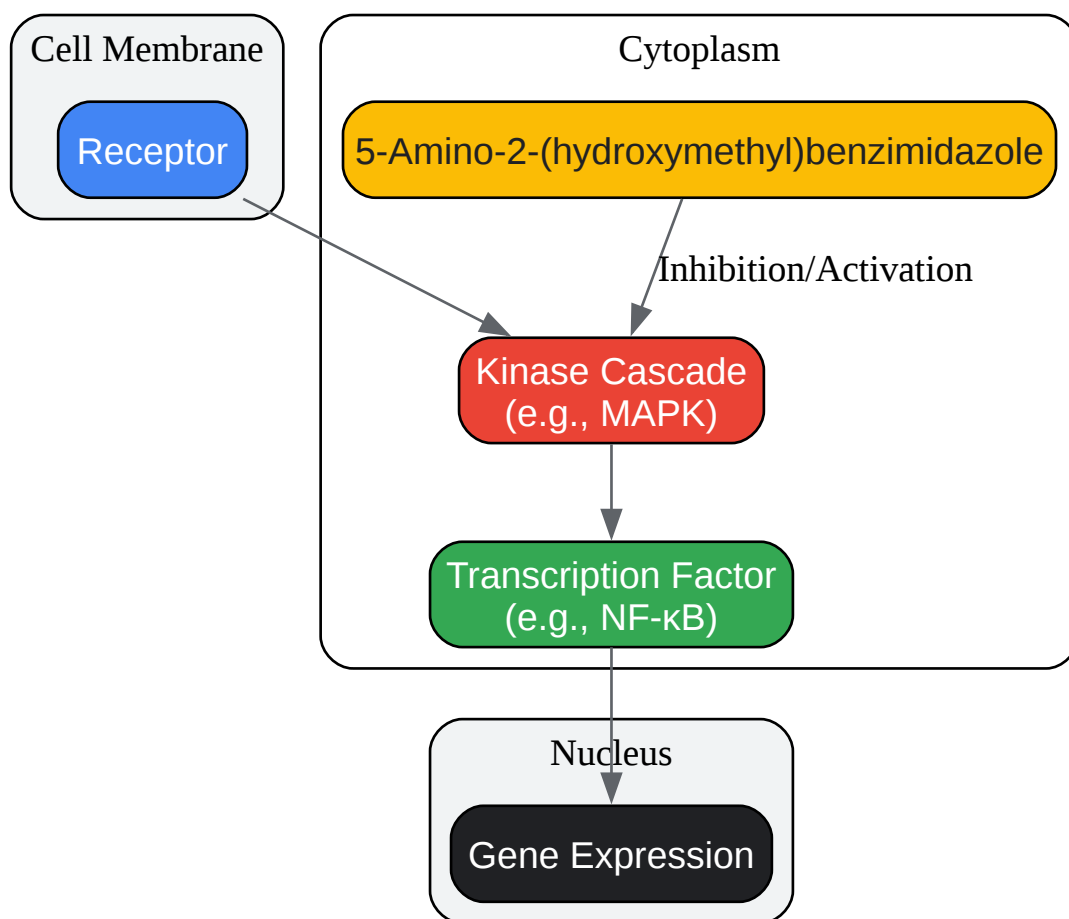 Cell Membrane
Receptor
Cytoplasm
5-Amino-2-(hydroxymethyl)benzimidazole
Inhibition/Activation
Kinase Cascade
(e.g., MAPK)
Transcription Factor
(e.g., NF-κB)
Nucleus
Gene Expression